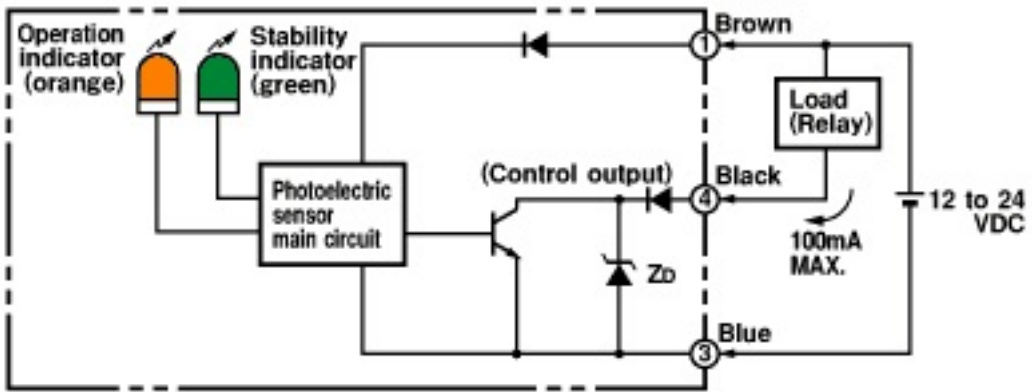 Operation
indicator
(orange)
Stability
indicator
(green)
Brown
1
Load
(Relay)
(Control output)
Black
4
Photoelectric
sensor
main circuit
12 to 24
VDC
100mA
MAX.
ZD
Blue
3